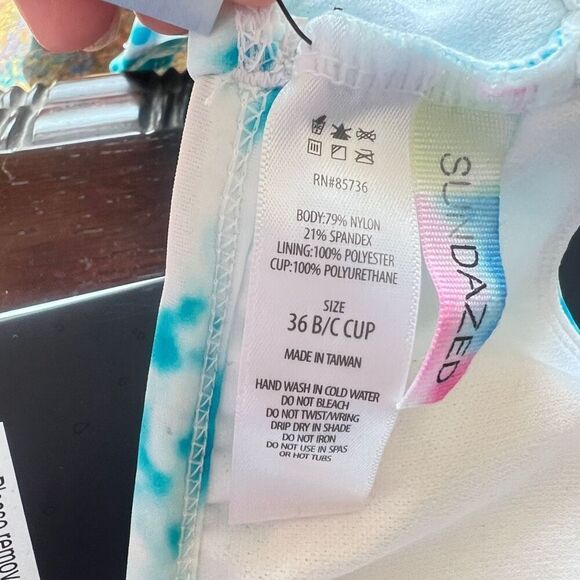 RN#85736
BODY:79% NYLON
21% SPANDEX
LINING:100% POLYESTER
CUP:100% POLYURETHANE
SIZE
36 B/C CUP
MADE IN TAIWAN
HAND WASH IN COLD WATER
DO NOT BLEACH
DO NOT TWIST/WRING
DRIP DRY IN SHADE
DO NOT IRON
DO NOT USE IN SPAS
OR HOT TUBS
SUNDAZED
Please remov